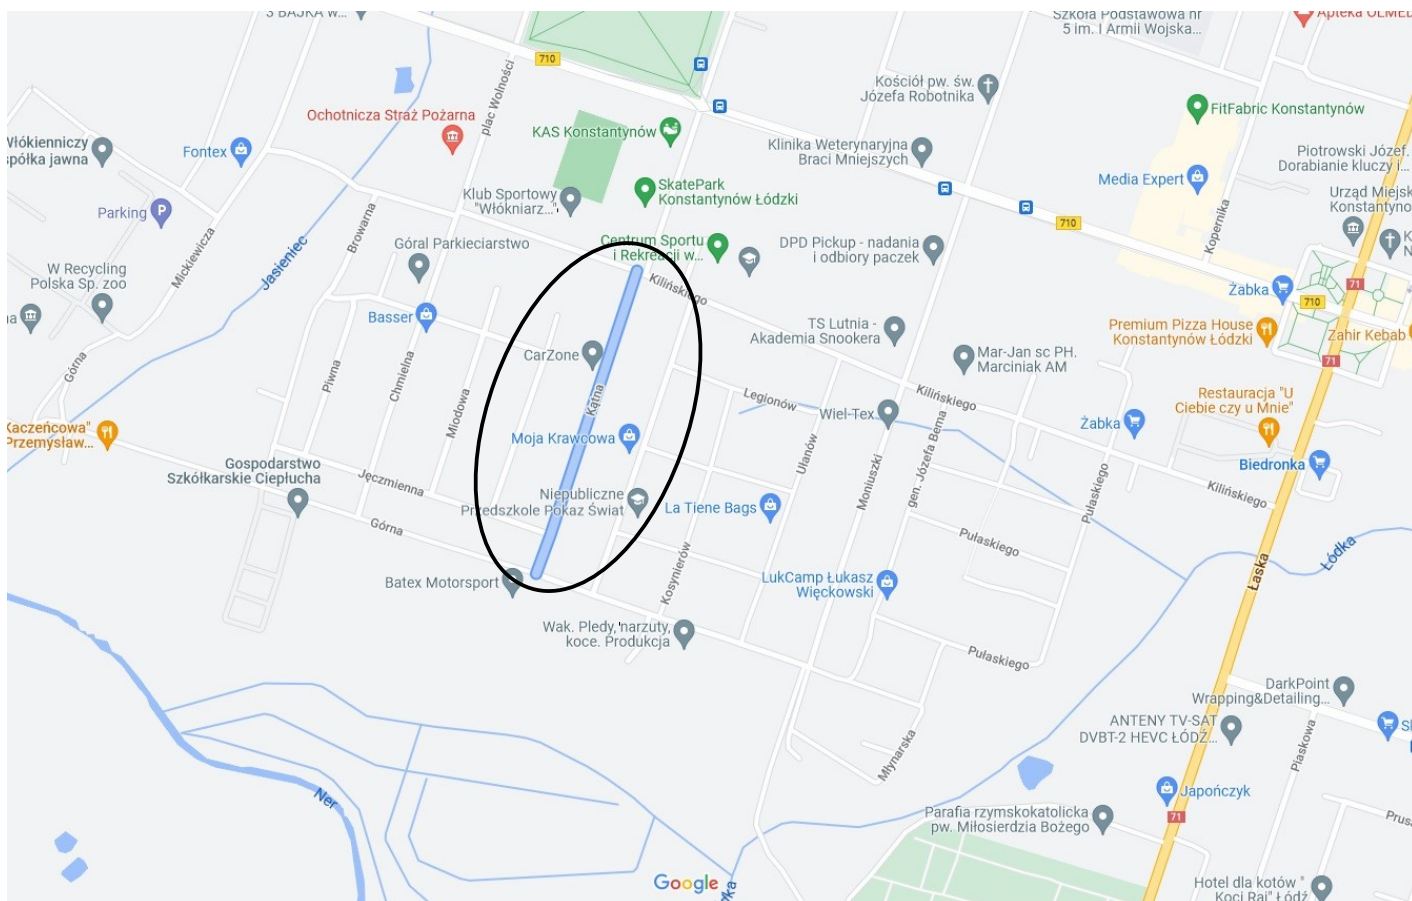 3 BAJKA w...
Szkoła Podstawowa nr
5 im. I Armii Wojska...
710
plac Wolności
Ochotnicza Straż Pożarna
Kościół pw. św.
Józefa Robotnika
FitFabric Konstantynów
Włókienniczy
spółka jawna
Fontex
KAS Konstantynów
Klinika Weterynaryjna
Braci Mniejszych
Piotrowski Józef.
Dorabianie kluczy i...
Media Expert
Klub Sportowy
"Włókniarz..."
SkatePark
Konstantynów Łódzki
Urząd Miejsk
Konstantyno
Parking
P
Mickiewicza
Browarna
Jasieniec
710
Kopernika
Góral Parkieciarstwo
Centrum Sportu
i Rekreacji w...
DPD Pickup - nadania
i odbiory paczek
W Recycling
Polska Sp. zoo
Kilińskiego
71
Żabka
710
Basser
TS Lutnia -
Akademia Snookera
Premium Pizza House
Konstantynów Łódzki
Zahir Kebab
CarZone
Mar-Jan sc PH.
Marciniak AM
71
Górna
Piwna
Chmielna
Miodowa
Kątna
Legionów
Kilińskiego
Restauracja "U
Ciebie czy u Mnie"
Wiel-Tex
Żabka
Kaczeńcowa"
Przemysław...
Moja Krawcowa
Ułanów
Moniuszki
gen. Józefa Bema
Biedronka
Gospodarstwo
Szkółkarskie Ciepłucha
Jęczmienna
Niepubliczne
Przedszkole Pokaz Świat
La Tiene Bags
Pułaskiego
Kilińskiego
Górna
Pułaskiego
Łódka
Kosynierów
Batex Motorsport
LukCamp Łukasz
Więckowski
Łaska
Wak. Pledy, narzuty,
koce. Produkcja
Pułaskiego
DarkPoint
Wrapping&Detailing...
ANTENY TV-SAT
DVBT-2 HEVC ŁÓDŹ...
Piaskowa
Młynarska
Ner
Japończyk
71
Parafia rzymskokatolicka
pw. Miłosierdzia Bożego
Prus
Google
Hotel dla kotów "
Koci Raj" Łódź